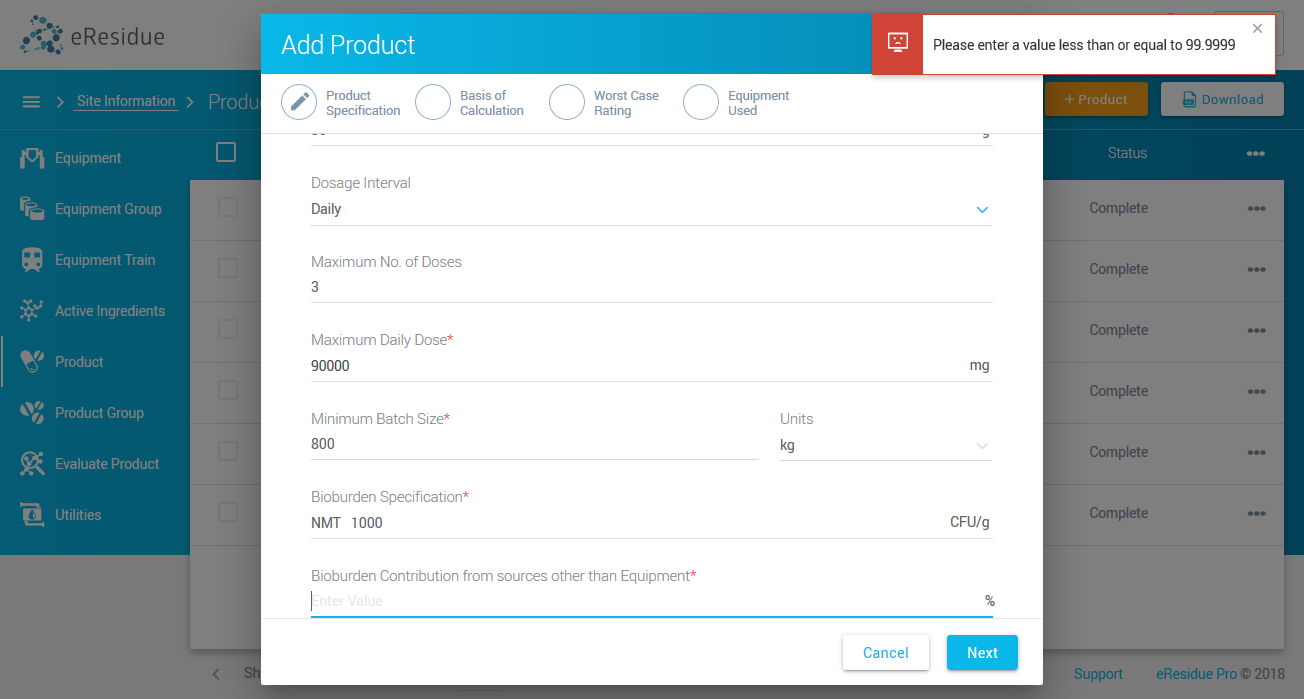 eResidue
Add Product
Please enter a value less than or equal to 99.9999
Site Information
Produ
+ Product
Download
Product
Specification
Basis of
Calculation
Worst Case
Rating
Equipment
Used
Status
Equipment
Equipment Group
Equipment Train
Active Ingredients
Product
Product Group
Evaluate Product
Utilities
g
Dosage Interval
Daily
Maximum No. of Doses
3
Maximum Daily Dose*
90000 mg
Minimum Batch Size*
800
Units
kg
Bioburden Specification*
NMT 1000 CFU/g
Bioburden Contribution from sources other than Equipment*
Enter Value %
Complete
Complete
Complete
Complete
Complete
Complete
Cancel
Next
Sh
Support
eResidue Pro © 2018